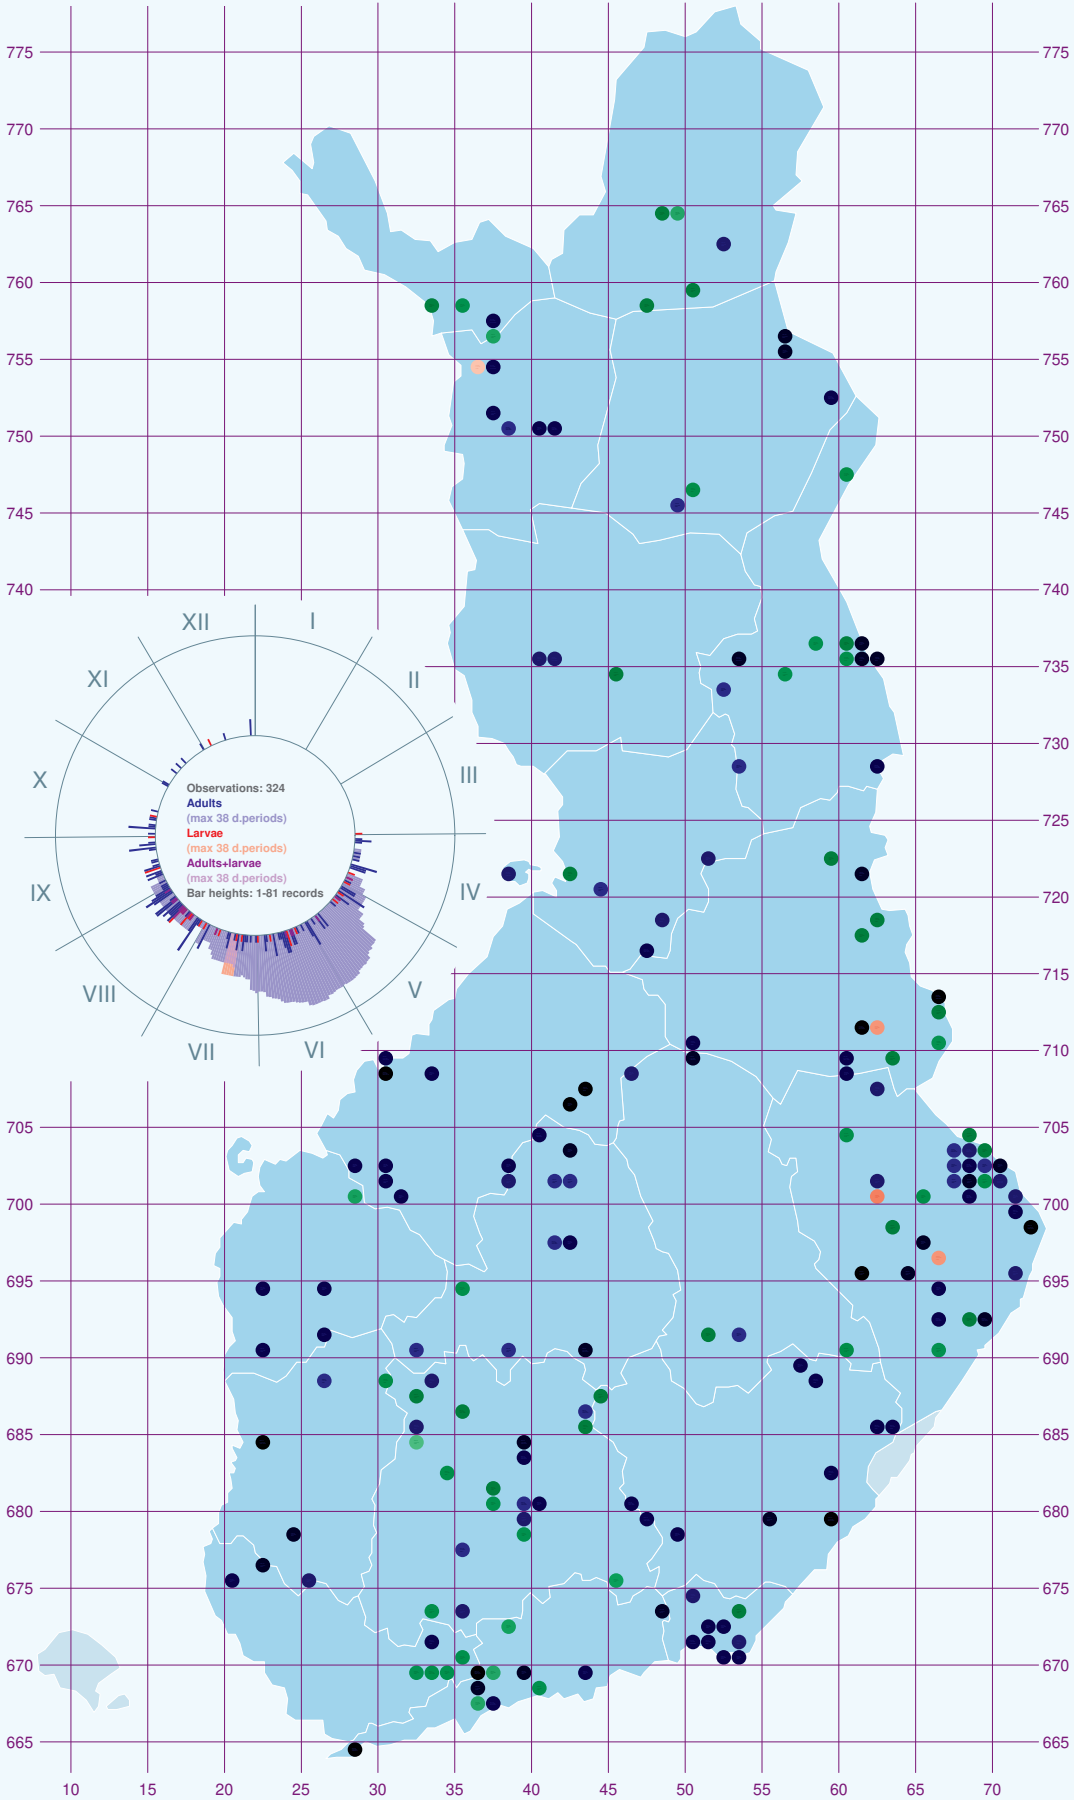 775 775
770 770
765 765
760 760
755 755
750 750
745 745
740 740
XII I
XI II
735 735
730 730
X III
Observations: 324
Adults
(max 38 d.periods)
725 725
Larvae
(max 38 d.periods)
Adults+larvae
(max 38 d.periods)
IX IV
Bar heights: 1-81 records
720 720
715 715
VIII V
VII VI
710 710
705 705
700 700
695 695
690 690
685 685
680 680
675 675
670 670
665 665
10 15 20 25 30 35 40 45 50 55 60 65 70